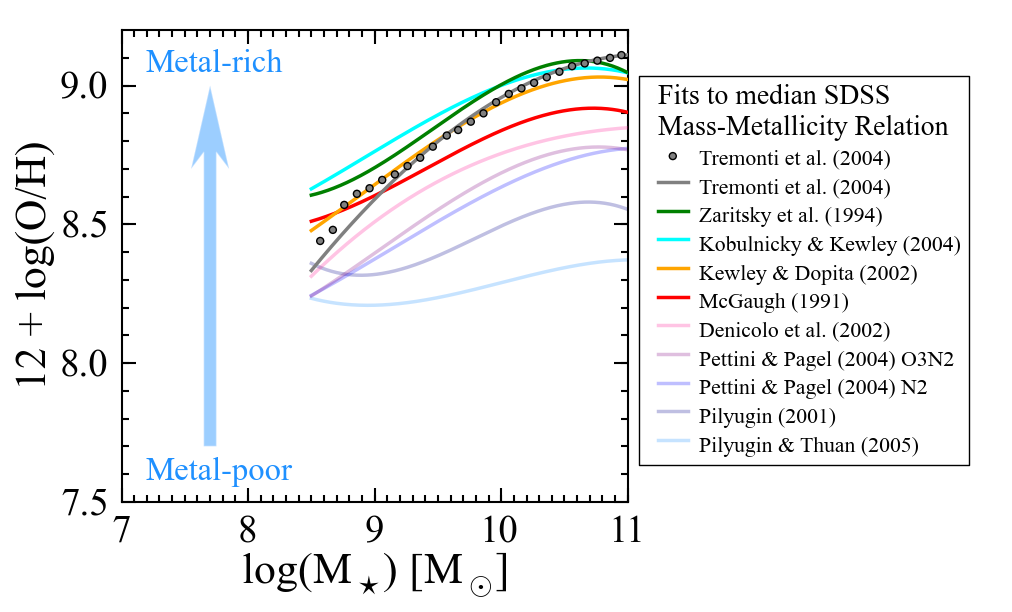 Metal-rich
Metal-poor
12 + log(O/H)
9.0
8.5
8.0
7.5
7
8
9
10
11
log(M⋆) [M⊙]
Fits to median SDSS
Mass-Metallicity Relation
Tremonti et al. (2004)
Tremonti et al. (2004)
Zaritsky et al. (1994)
Kobulnicky & Kewley (2004)
Kewley & Dopita (2002)
McGaugh (1991)
Denicolo et al. (2002)
Pettini & Pagel (2004) O3N2
Pettini & Pagel (2004) N2
Pilyugin (2001)
Pilyugin & Thuan (2005)